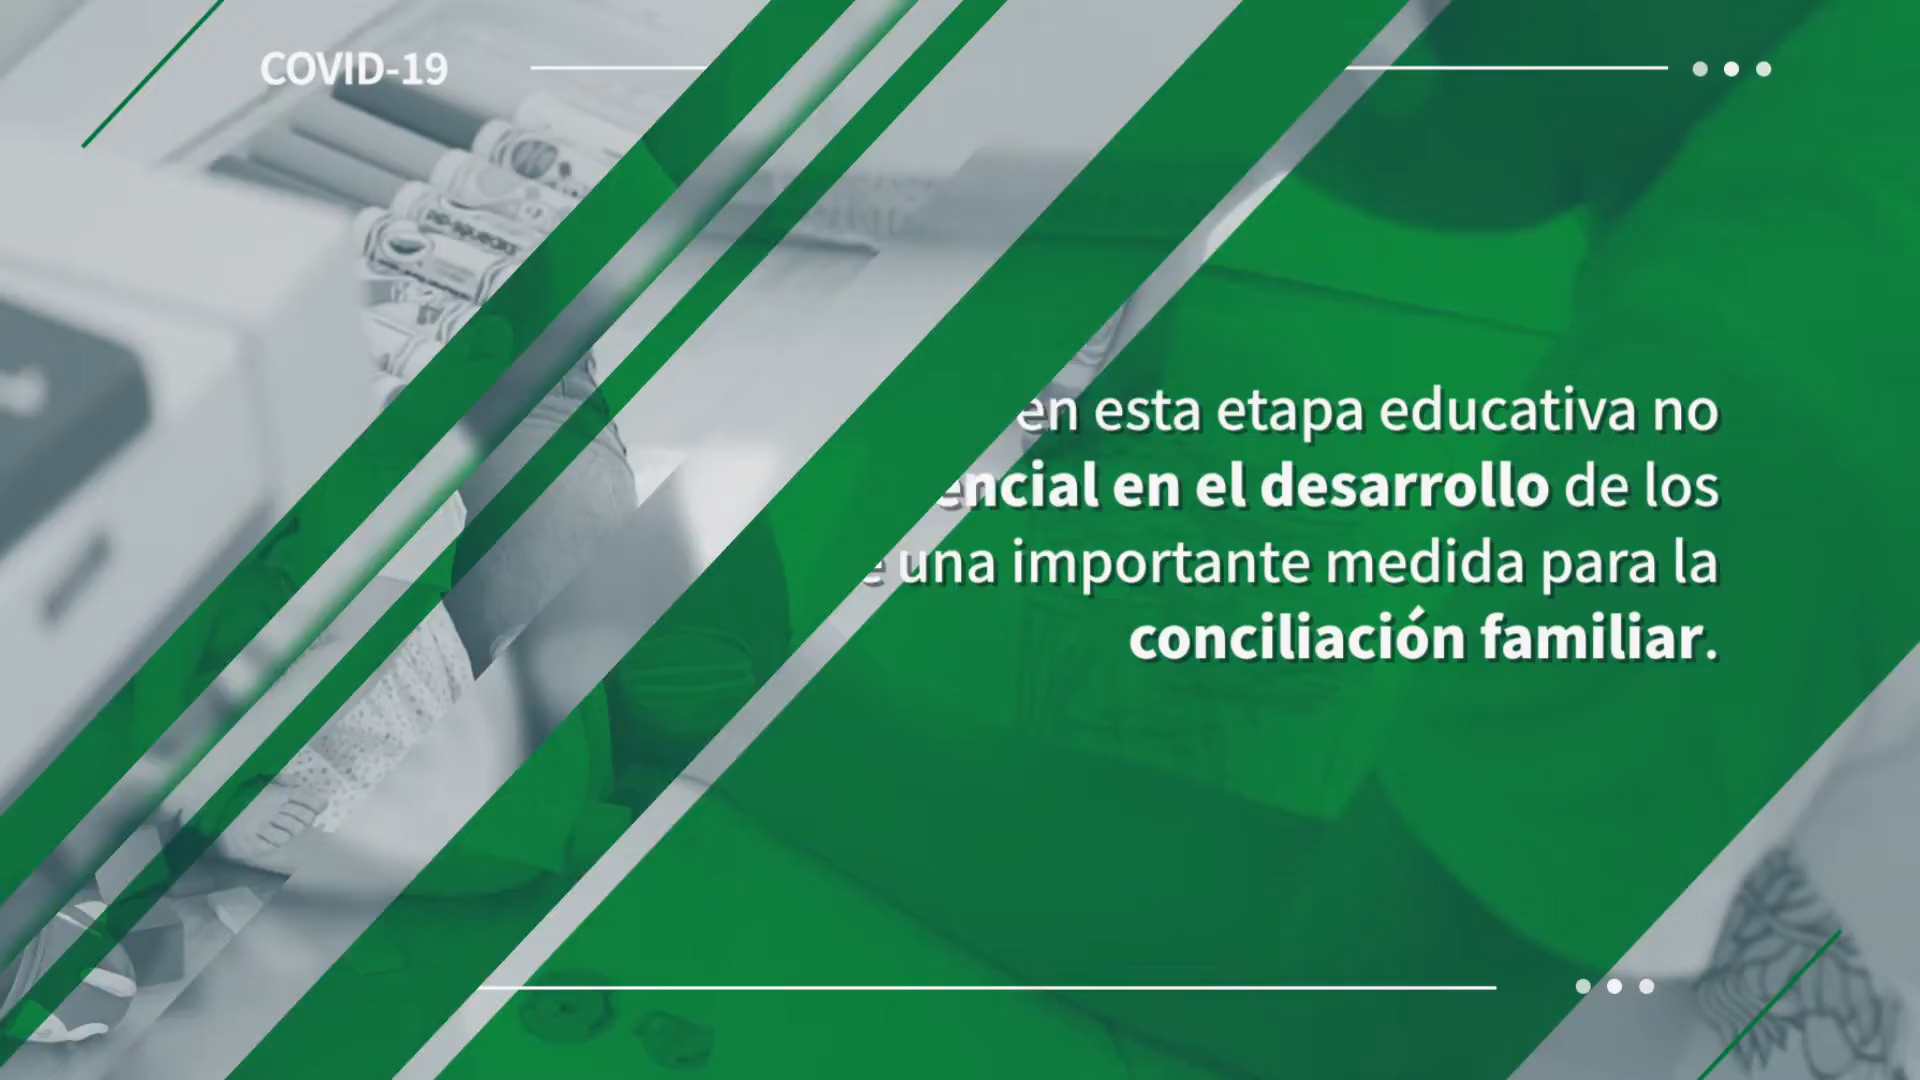 COVID-19
en esta etapa educativa no
encial en el desarrollo de los
una importante medida para la
conciliación familiar.